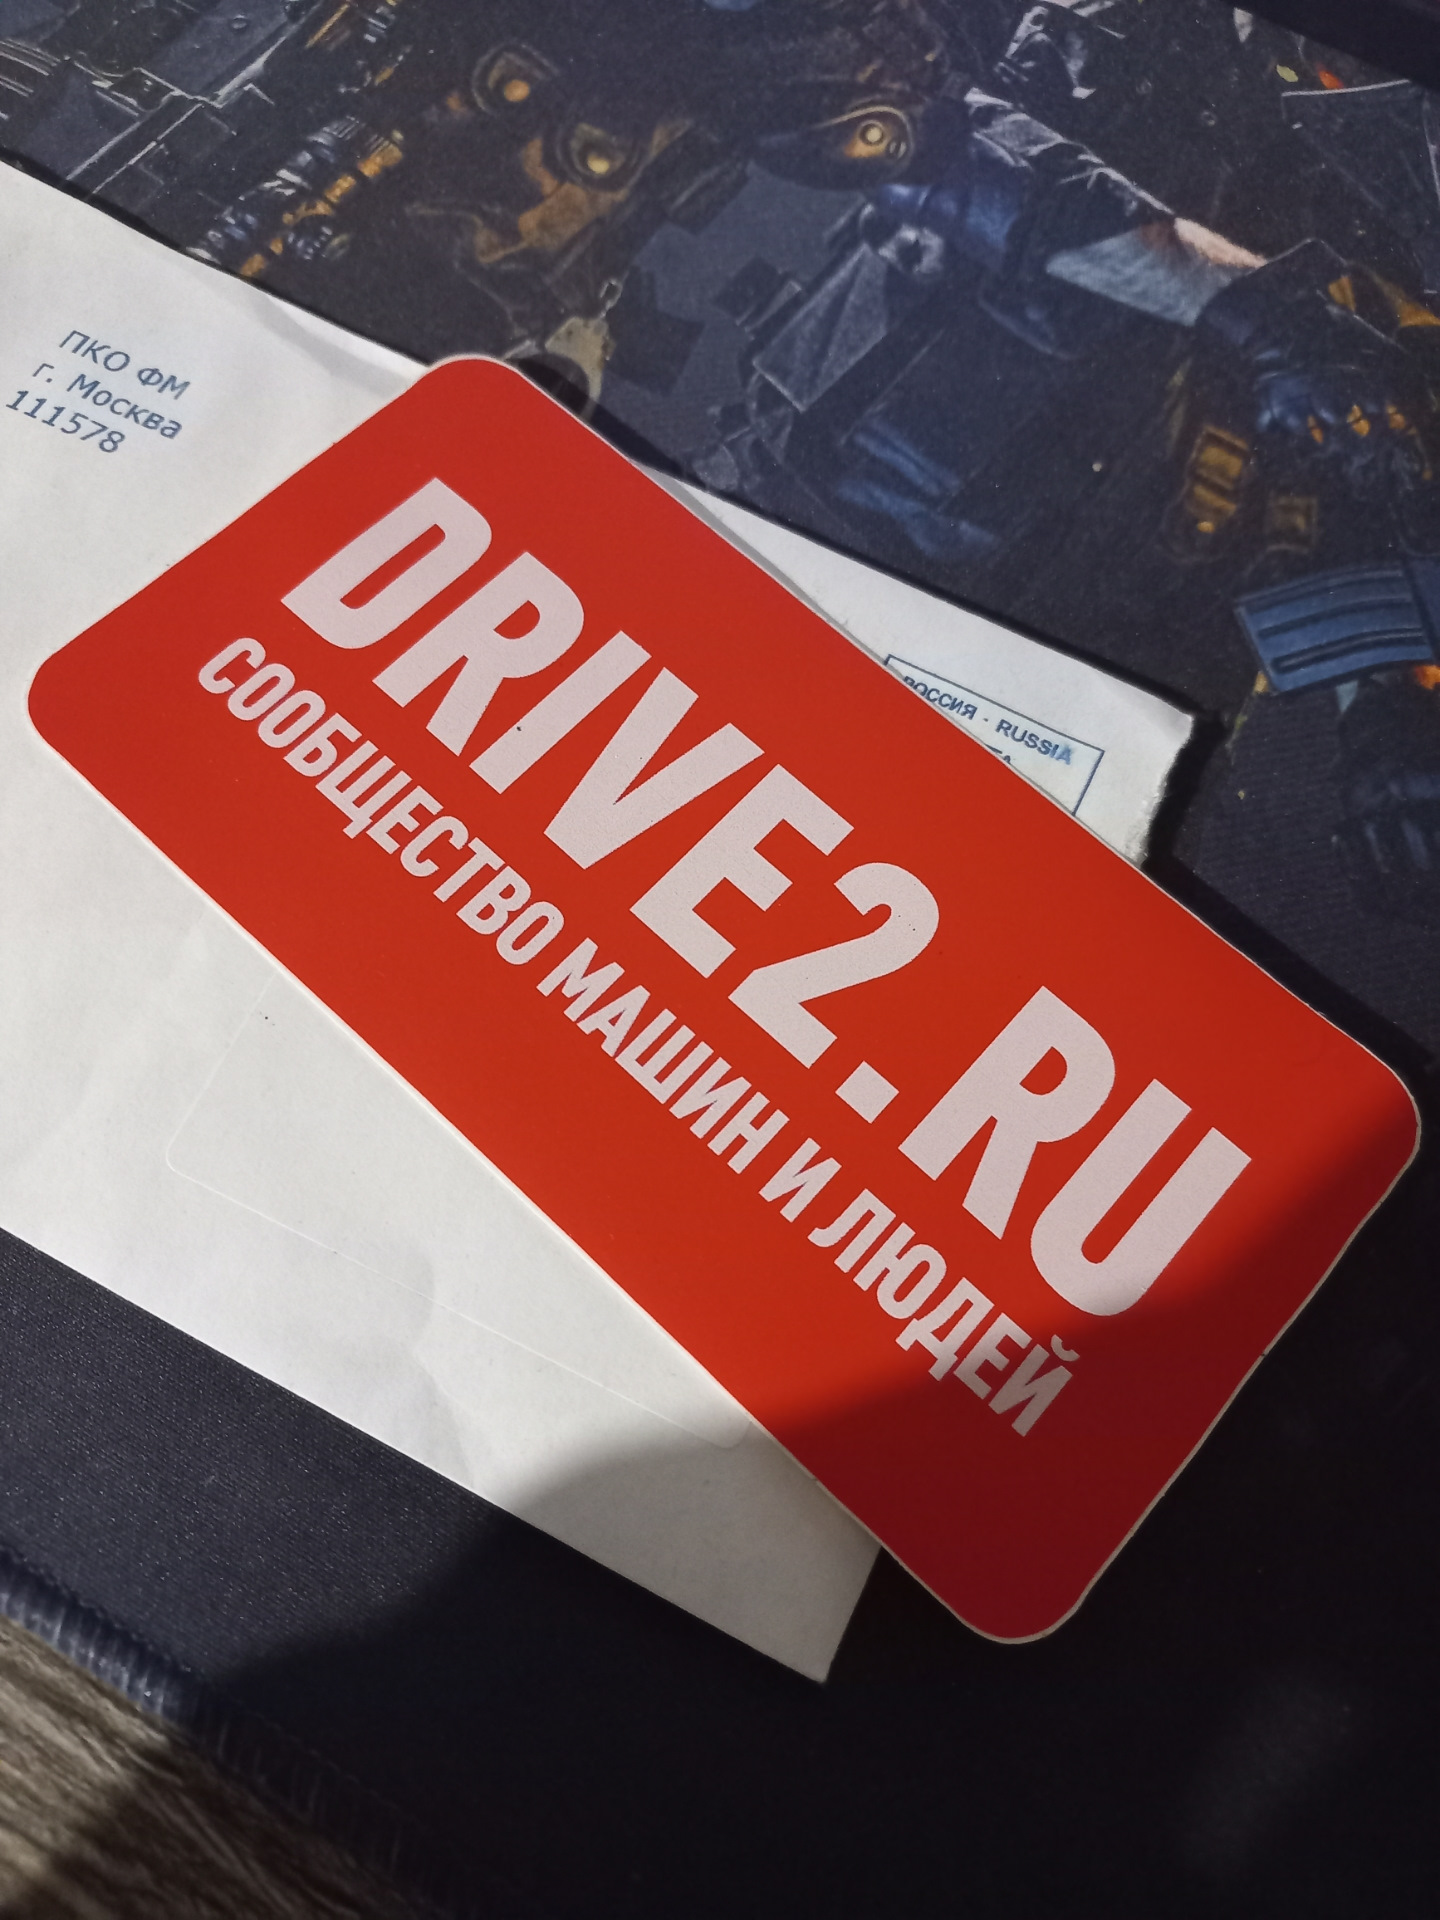 ПКО ФМ
г. Москва
111578
DRIVE2.RU
СООБЩЕСТВО МАШИН И ЛЮДЕЙ
РОССИЯ - RUSSIA